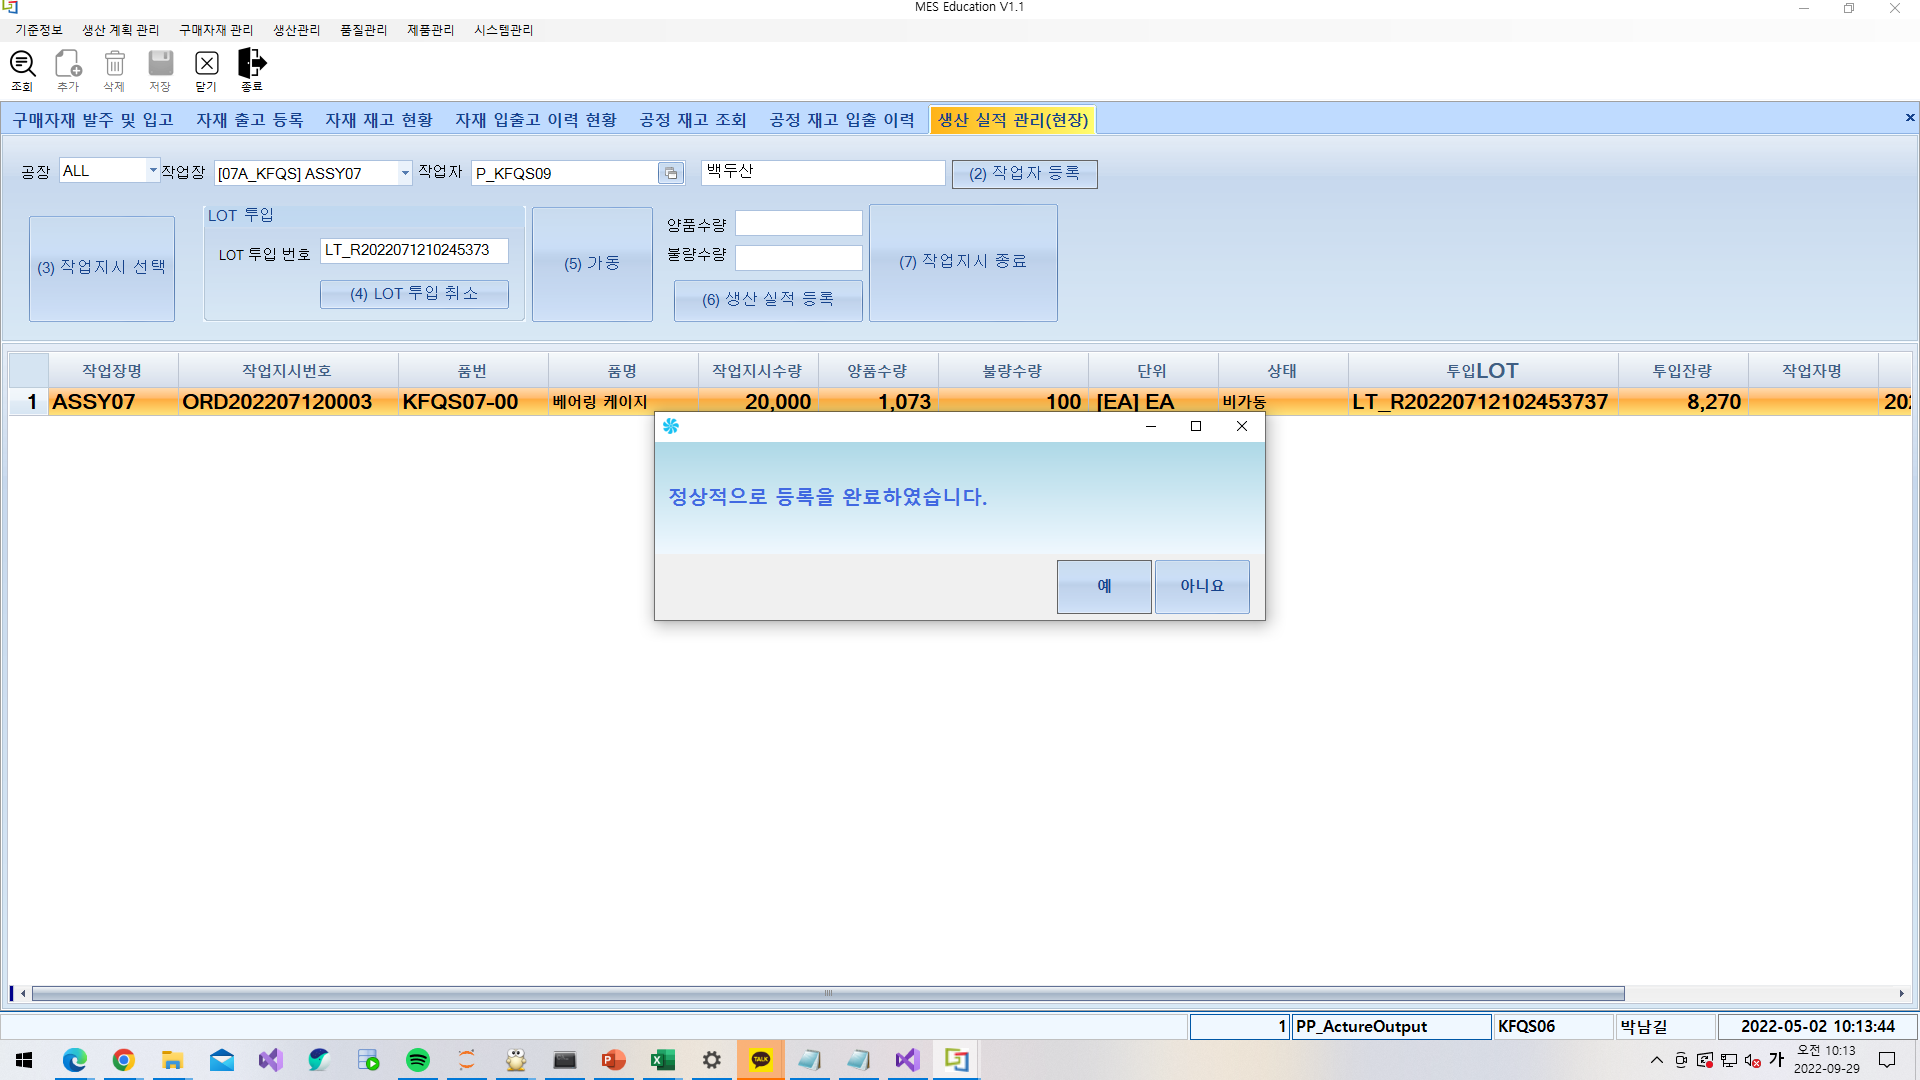 MES Education V1.1
기준정보 생산 계획 관리 구매자재 관리 생산관리 품질관리 제품관리 시스템관리
조회 추가 삭제 저장 닫기 종료
구매자재 발주 및 입고 자재 출고 등록 자재 재고 현황 자재 입출고 이력 현황 공정 재고 조회 공정 재고 입출 이력 생산 실적 관리(현장)
공장 ALL 작업장 [07A_KFQS] ASSY07 작업자 P_KFQS09 백두산 (2) 작업자 등록
LOT 투입
(3) 작업지시 선택
LOT 투입 번호 LT_R2022071210245373
(4) LOT 투입 취소
(5) 가동
양품수량
불량수량
(6) 생산 실적 등록
(7) 작업지시 종료
작업장명 작업지시번호 품번 품명 작업지시수량 양품수량 불량수량 단위 상태 투입LOT 투입잔량 작업자명
1 ASSY07 ORD202207120003 KFQS07-00 베어링 케이지 20,000 1,073 100 [EA] EA 비가동 LT_R20220712102453737 8,270 202
정상적으로 등록을 완료하였습니다.
예 아니요
1 PP_ActureOutput KFQS06 박남길 2022-05-02 10:13:44
TALK
가 오전 10:13
2022-09-29